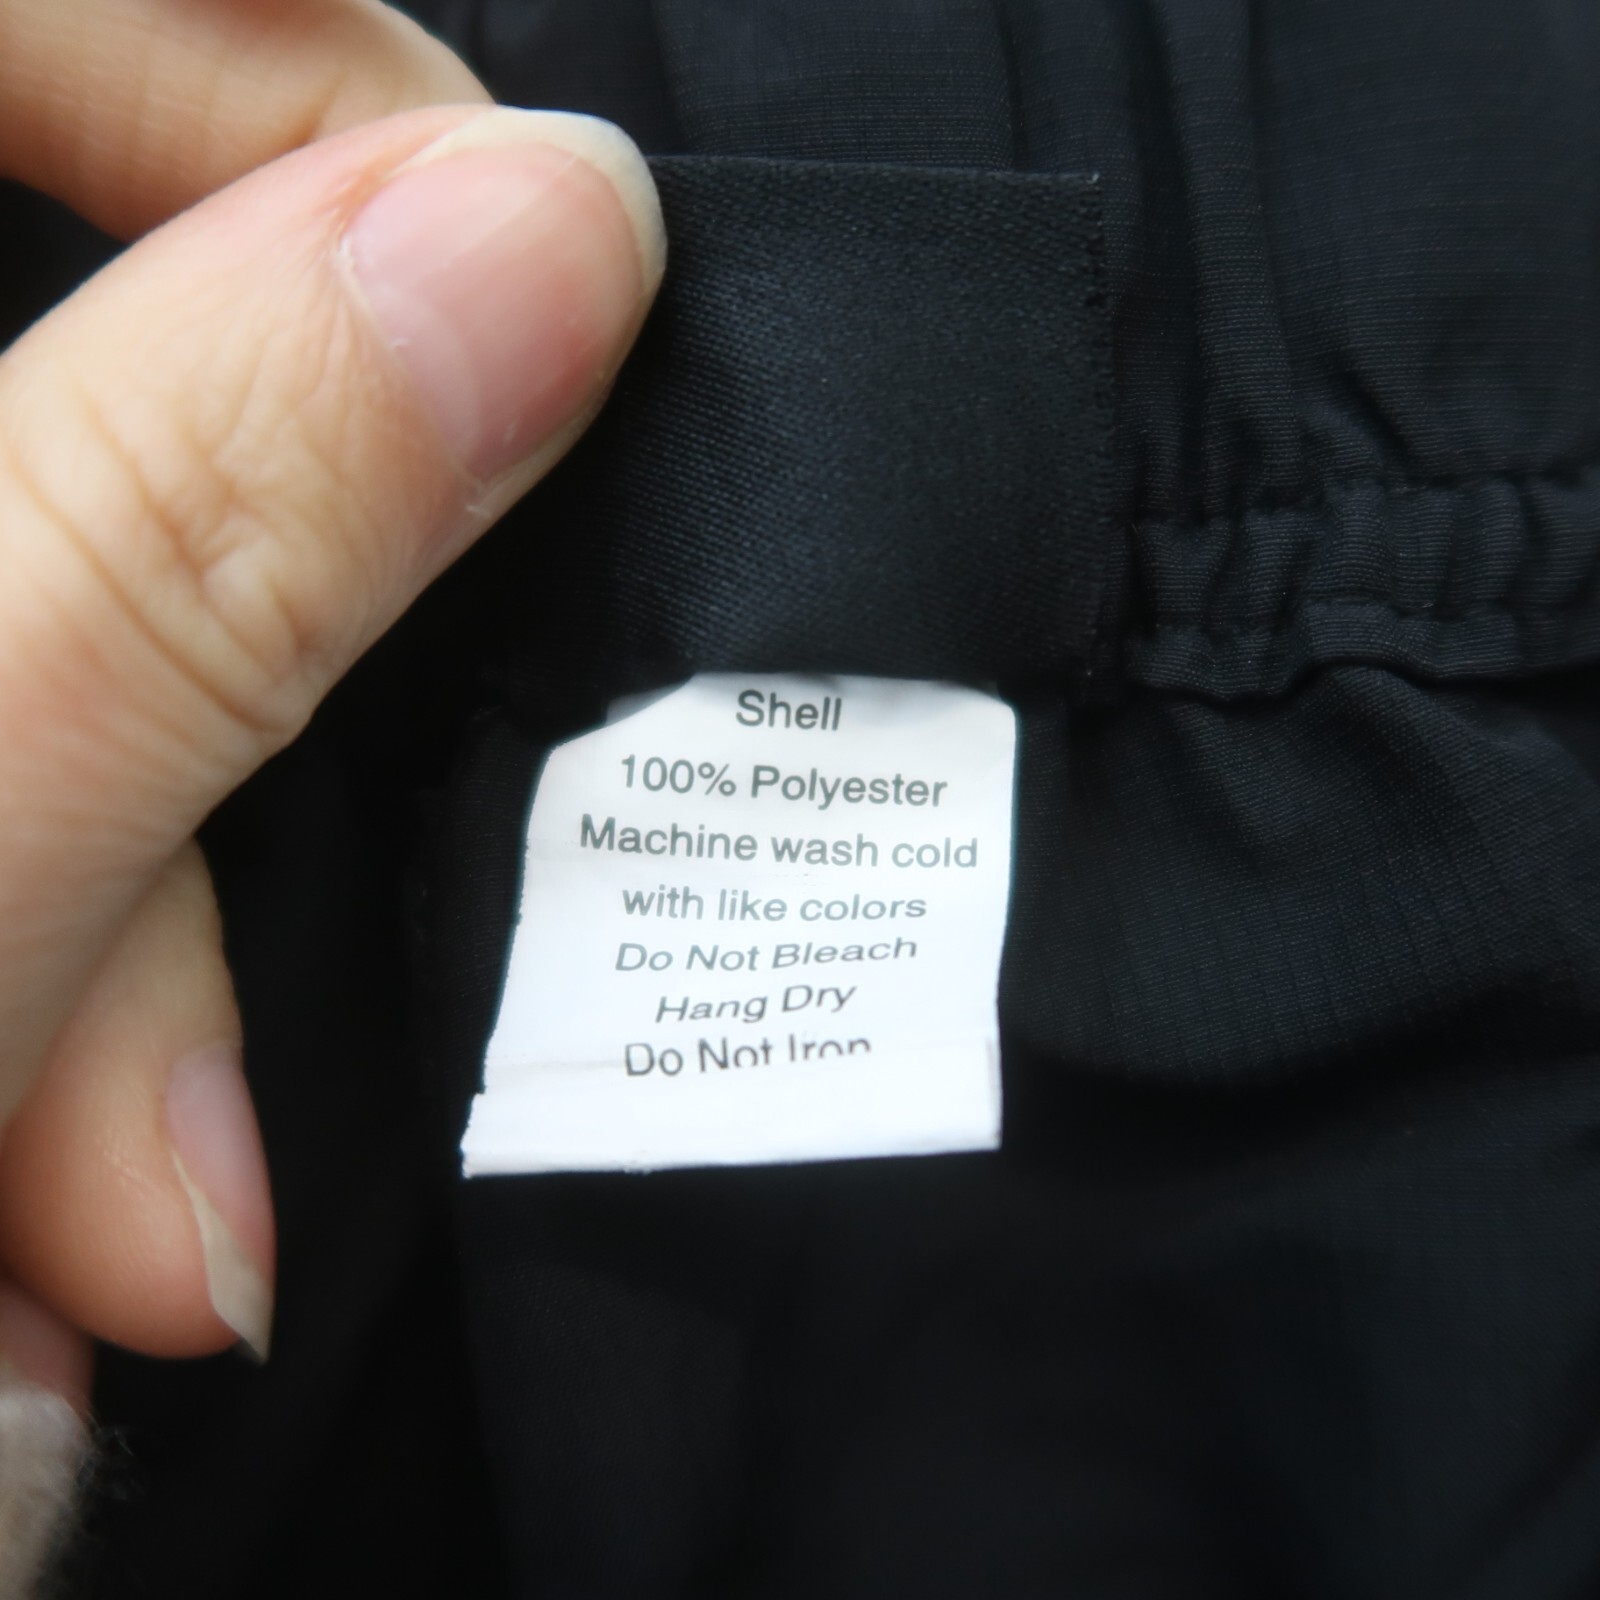 Shell
100% Polyester
Machine wash cold
with like colors
Do Not Bleach
Hang Dry
Do Not Iron